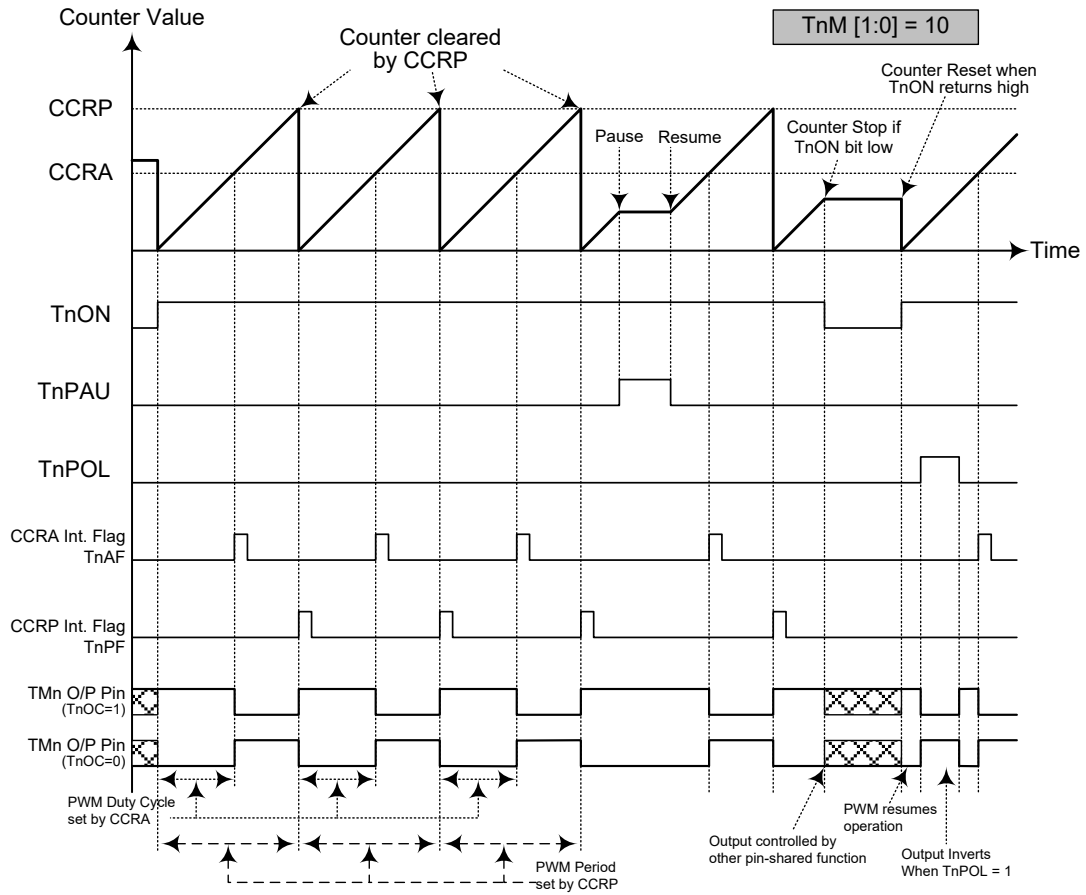 Counter Value
TnM [1:0] = 10
Counter cleared
by CCRP
Counter Reset when
TnON returns high
CCRP
Pause
Resume
Counter Stop if
TnON bit low
CCRA
Time
TnON
TnPAU
TnPOL
CCRA Int. Flag
TnAF
CCRP Int. Flag
TnPF
TMn O/P Pin
(TnOC=1)
TMn O/P Pin
(TnOC=0)
PWM Duty Cycle
set by CCRA
PWM resumes
operation
Output controlled by
other pin-shared function
Output Inverts
When TnPOL = 1
PWM Period
set by CCRP